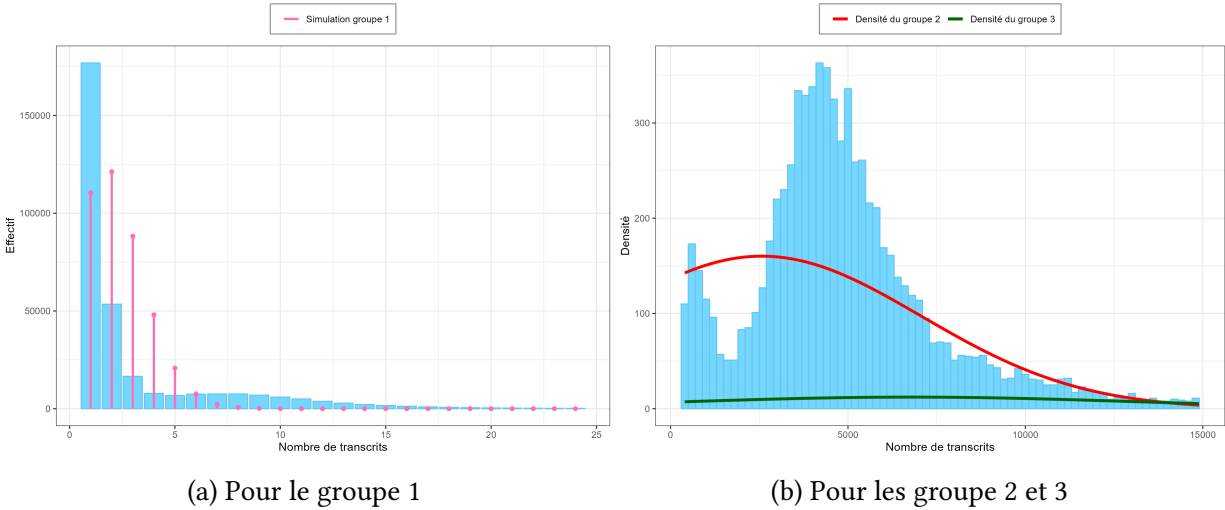 Simulation groupe 1
Densité du groupe 2 Densité du groupe 3
Effectif
150000
100000
50000
0
0 5 10 15 20 25
Nombre de transcrits
Densité
300
200
100
0
0 5000 10000 15000
Nombre de transcrits
(a) Pour le groupe 1
(b) Pour les groupe 2 et 3